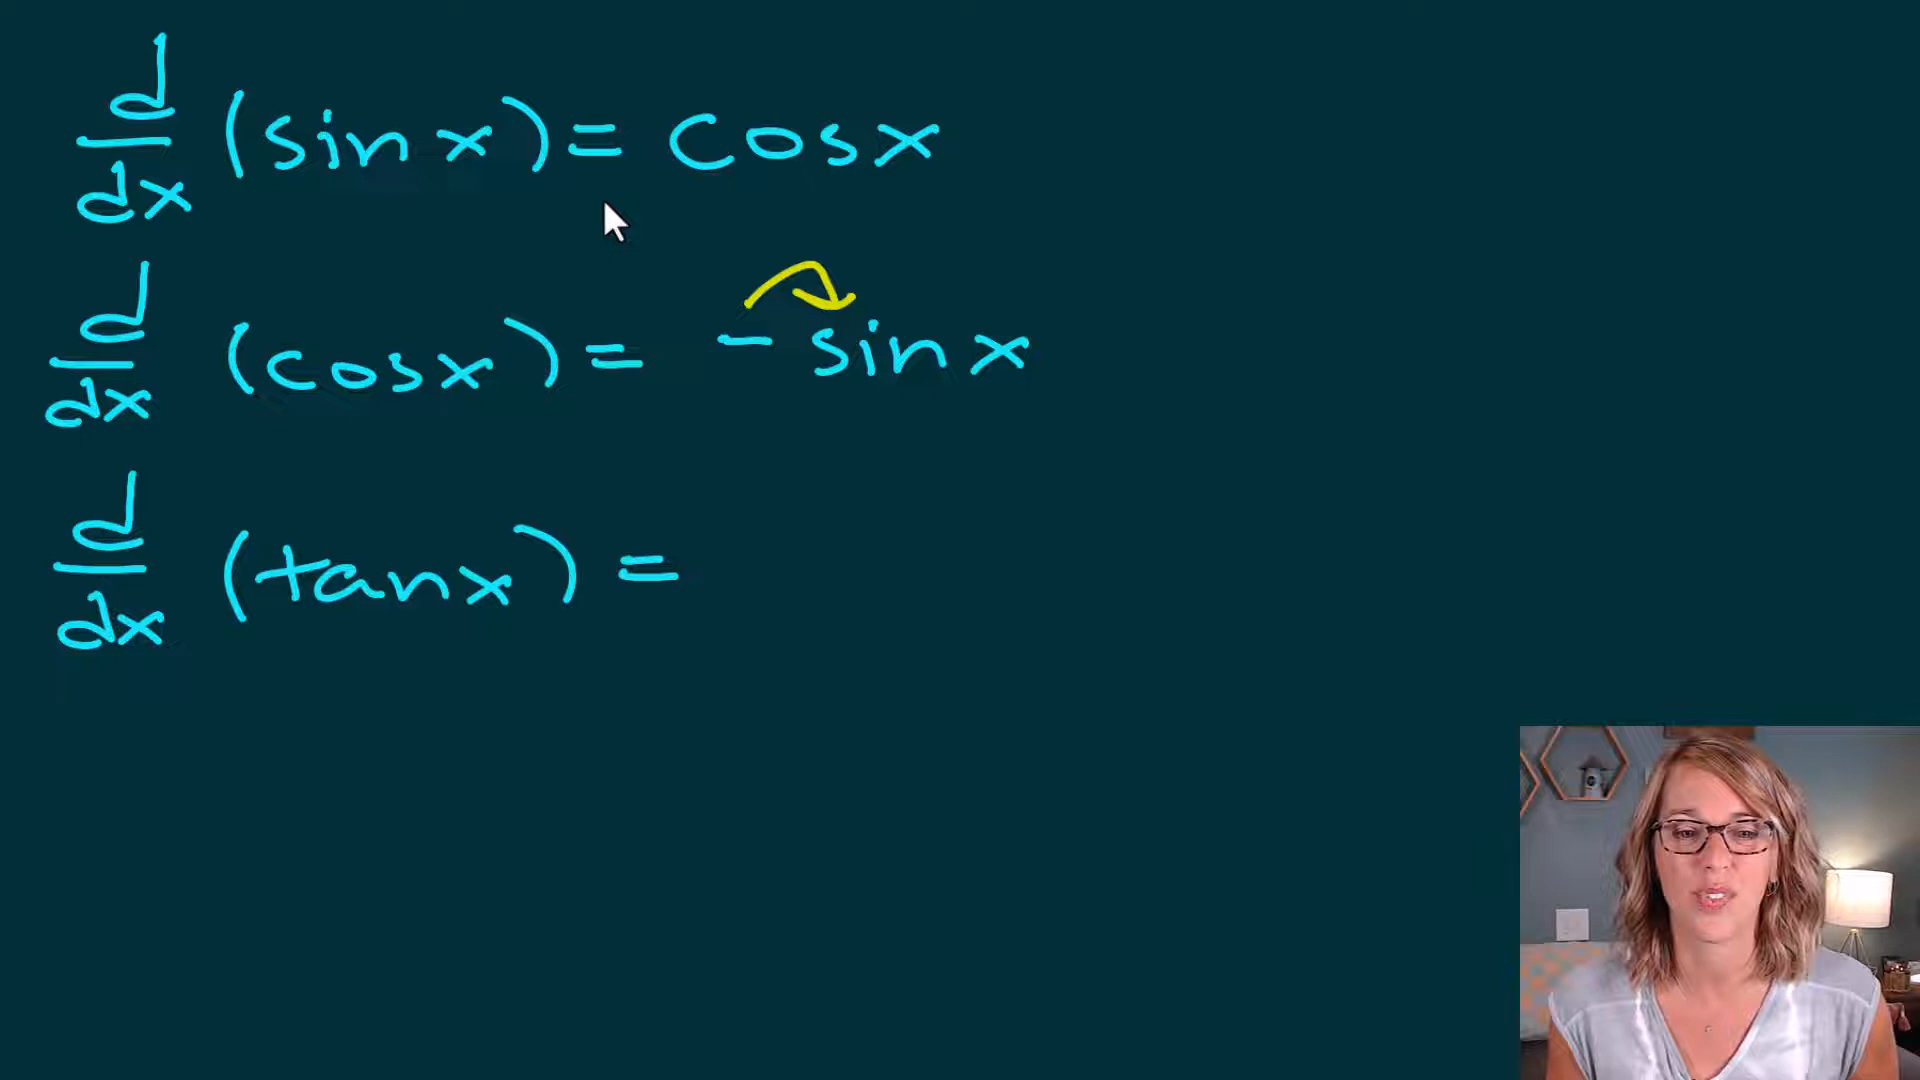 d/dx (sin x) = cos x
d/dx (cos x) = - sin x
d/dx (tan x) =